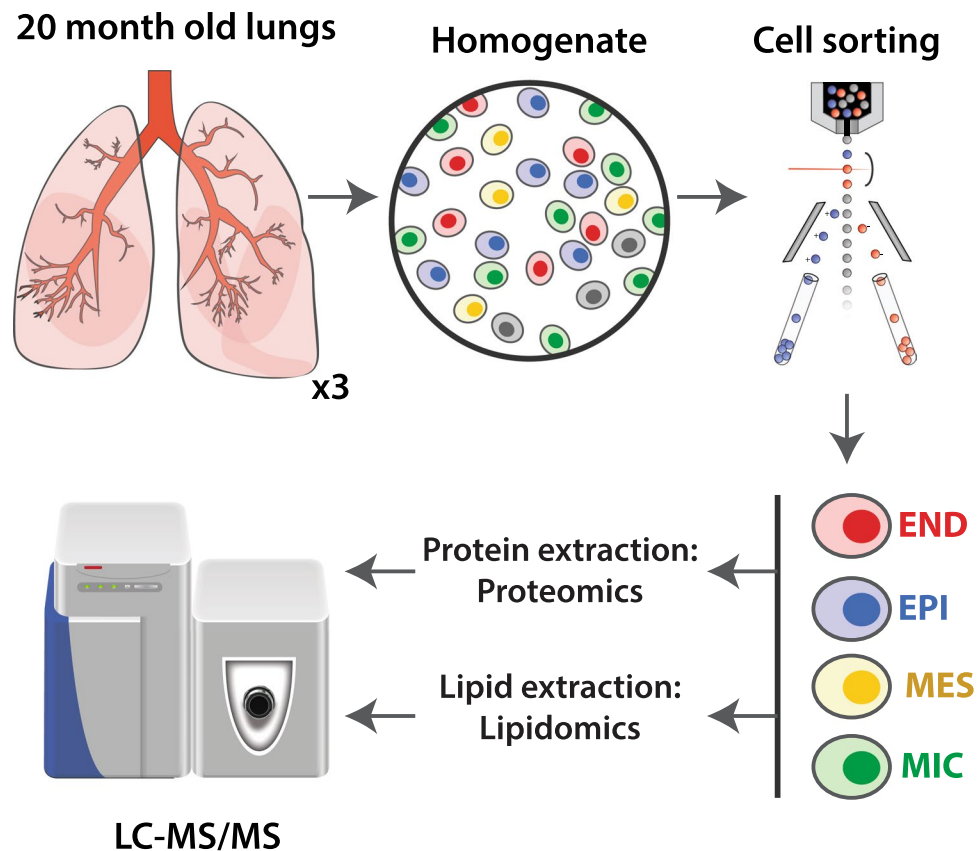 20 month old lungs
Homogenate
Cell sorting
x3
+
+
+
-
-
END
EPI
MES
MIC
Protein extraction:
Proteomics
Lipid extraction:
Lipidomics
LC-MS/MS